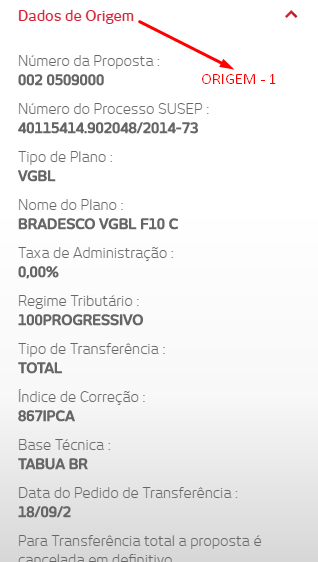 Dados de Origem
Número da Proposta :
002 0509000
ORIGEM - 1
Número do Processo SUSEP :
40115414.902048/2014-73
Tipo de Plano :
VGBL
Nome do Plano :
BRADESCO VGBL F10 C
Taxa de Administração :
0,00%
Regime Tributário :
100PROGRESSIVO
Tipo de Transferência :
TOTAL
Índice de Correção :
867IPCA
Base Técnica :
TABUA BR
Data do Pedido de Transferência :
18/09/2
Para Transferência total a proposta é
cancelada em definitivo